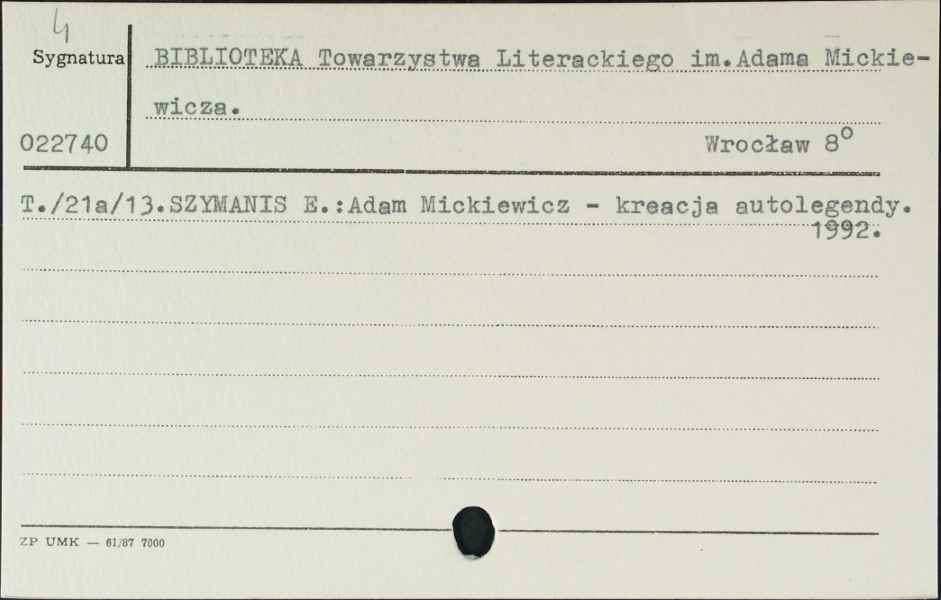 4
Sygnatura BIBLIOTEKA Towarzystwa Literackiego im.Adama Mickie-
wicza.
022740 Wrocław 8°
T./21a/13.SZYMANIS E.:Adam Mickiewicz - kreacja autolegendy.
1992.
ZP UMK — 61/87 7000